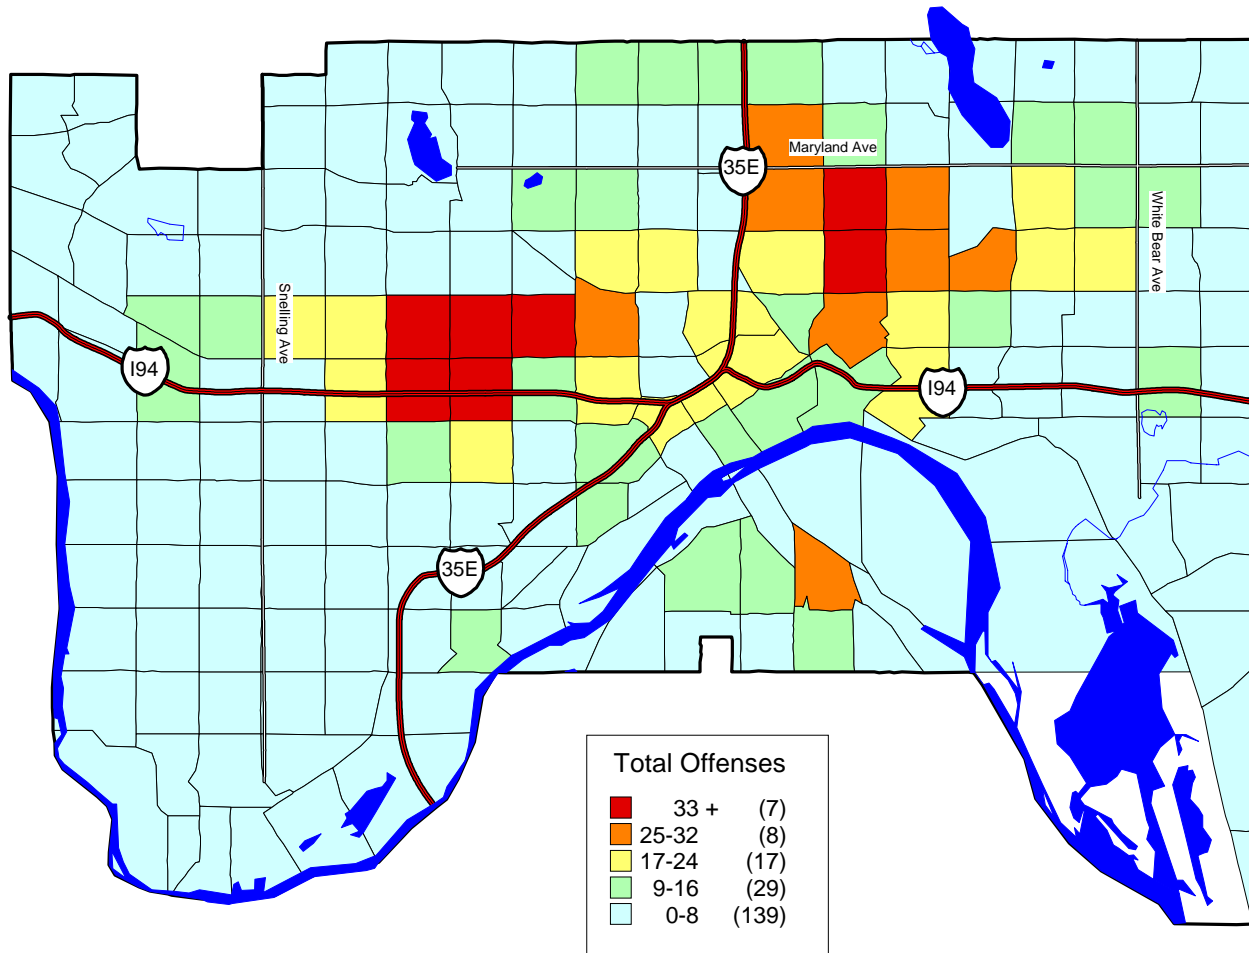 Maryland Ave
35E
White Bear Ave
Snelling Ave
I94
I94
35E
Total Offenses
33 + (7)
25-32 (8)
17-24 (17)
9-16 (29)
0-8 (139)